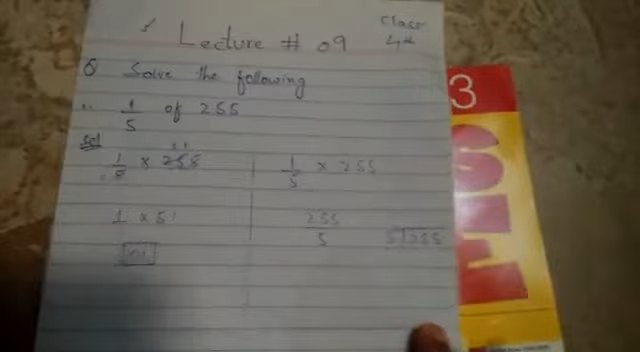 Lecture # 09
Class 4th
Solve the following
1/5 of 255
Sol
51
1/5 × 255
1 × 51
51
1/5 × 255
255/5
5)255
3